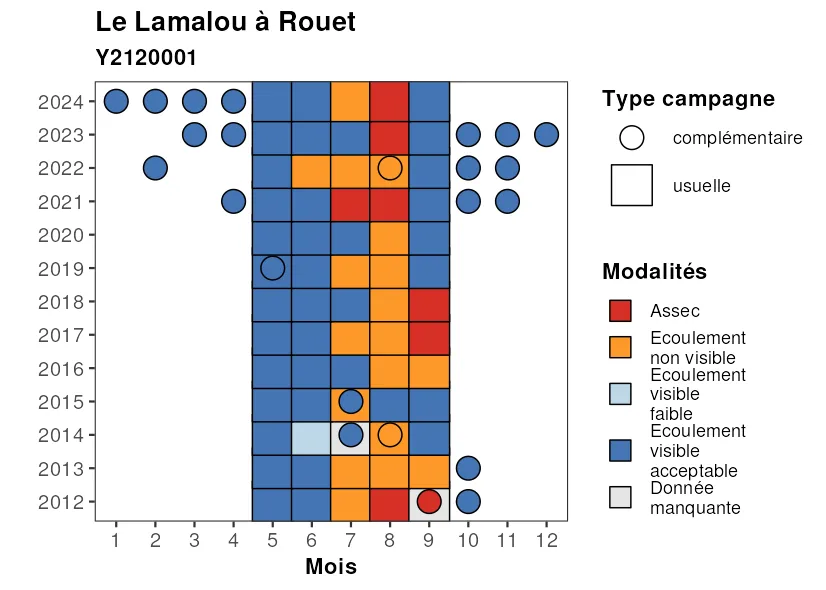 Le Lamalou à Rouet
Y2120001
2024
2023
2022
2021
2020
2019
2018
2017
2016
2015
2014
2013
2012
1 2 3 4 5 6 7 8 9 10 11 12
Mois
Type campagne
complémentaire
usuelle
Modalités
Assec
Ecoulement
non visible
Ecoulement
visible
faible
Ecoulement
visible
acceptable
Donnée
manquante